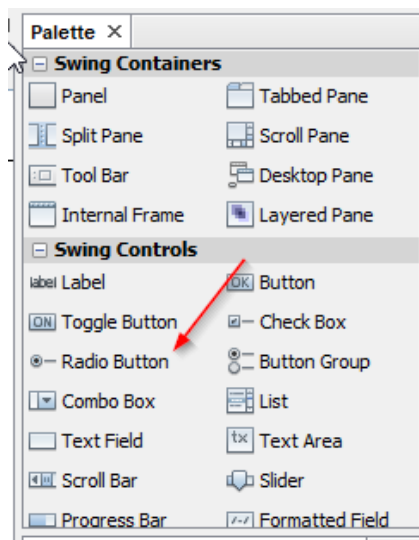 Palette
Swing Containers
Panel Tabbed Pane
Split Pane Scroll Pane
Tool Bar Desktop Pane
Internal Frame Layered Pane
Swing Controls
label Label OK Button
ON Toggle Button Check Box
Radio Button Button Group
Combo Box List
Text Field tx Text Area
Scroll Bar Slider
Progress Bar Formatted Field